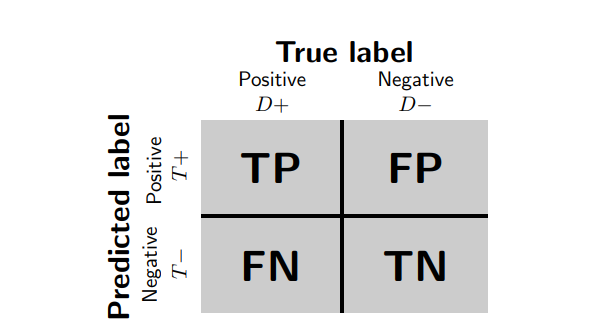 True label
Positive Negative
D+ D−
Predicted label
Positive
T+
TP FP
Negative
T−
FN TN